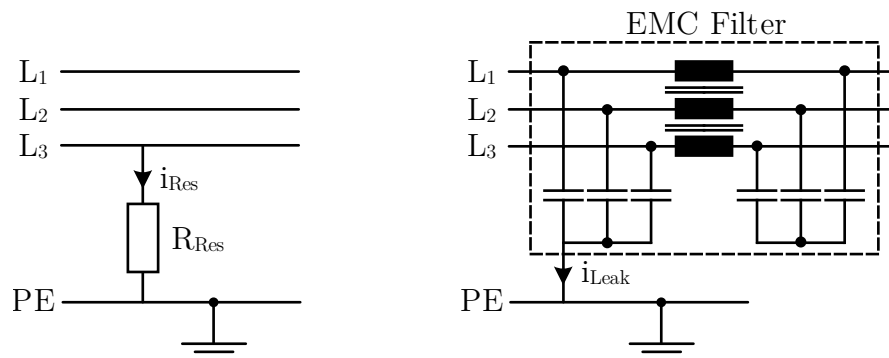 EMC Filter
L1
L2
L3
iRes
RRes
PE
L1
L2
L3
iLeak
PE